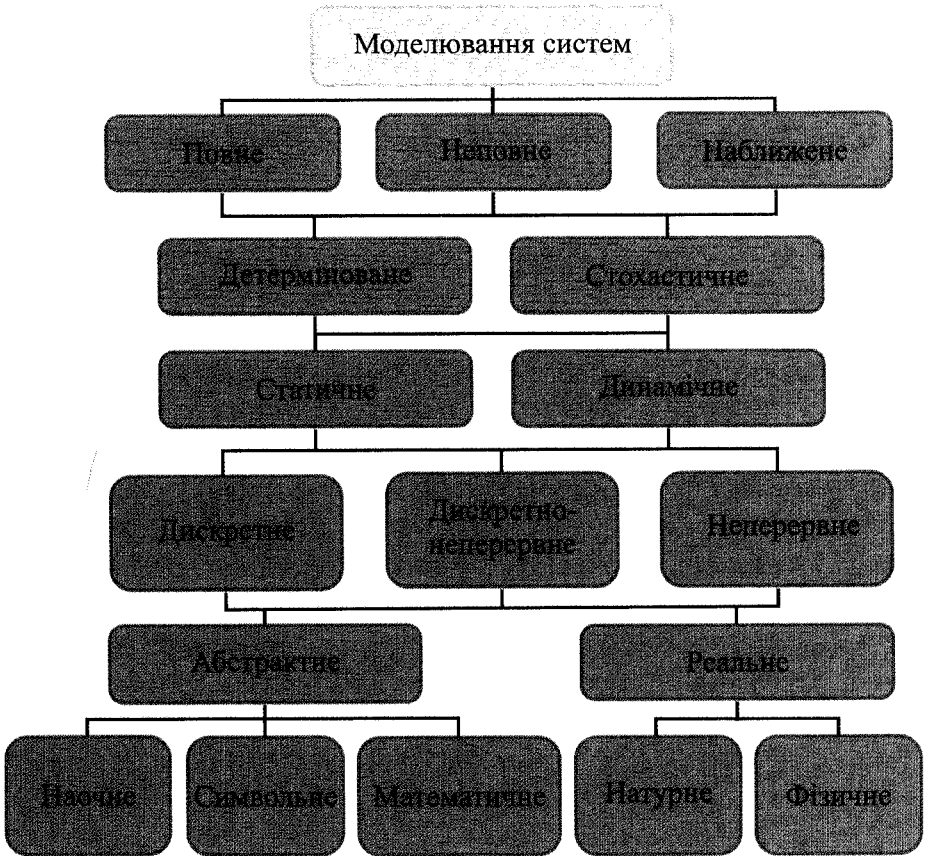 Моделювання систем
Повне
Неповне
Наближене
Детерміноване
Стохастичне
Статичне
Динамічне
Дискретне
Дискретно-
неперервне
Неперервне
Абстрактне
Реальне
Наочне
Символьне
Математичне
Натурне
Фізичне